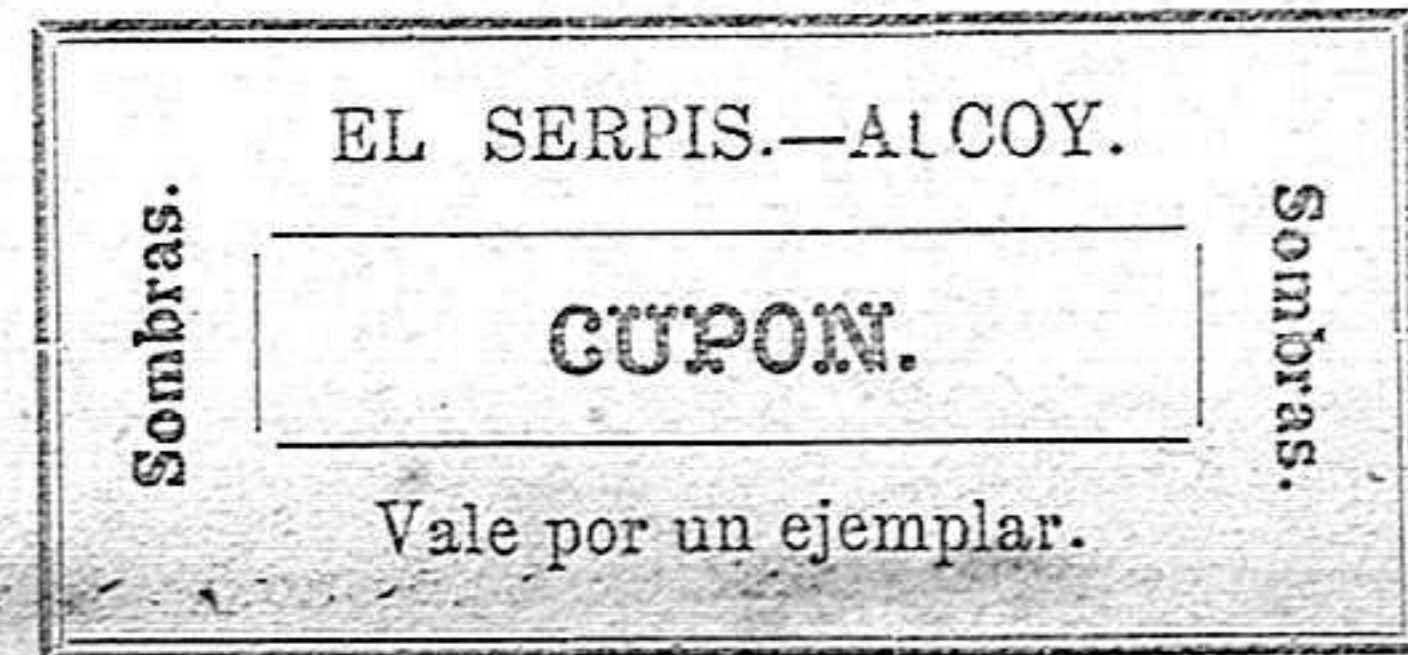 EL SERPIS.—ALCOY.
Sombras.
CUPON.
Sombras.
Vale por un ejemplar.